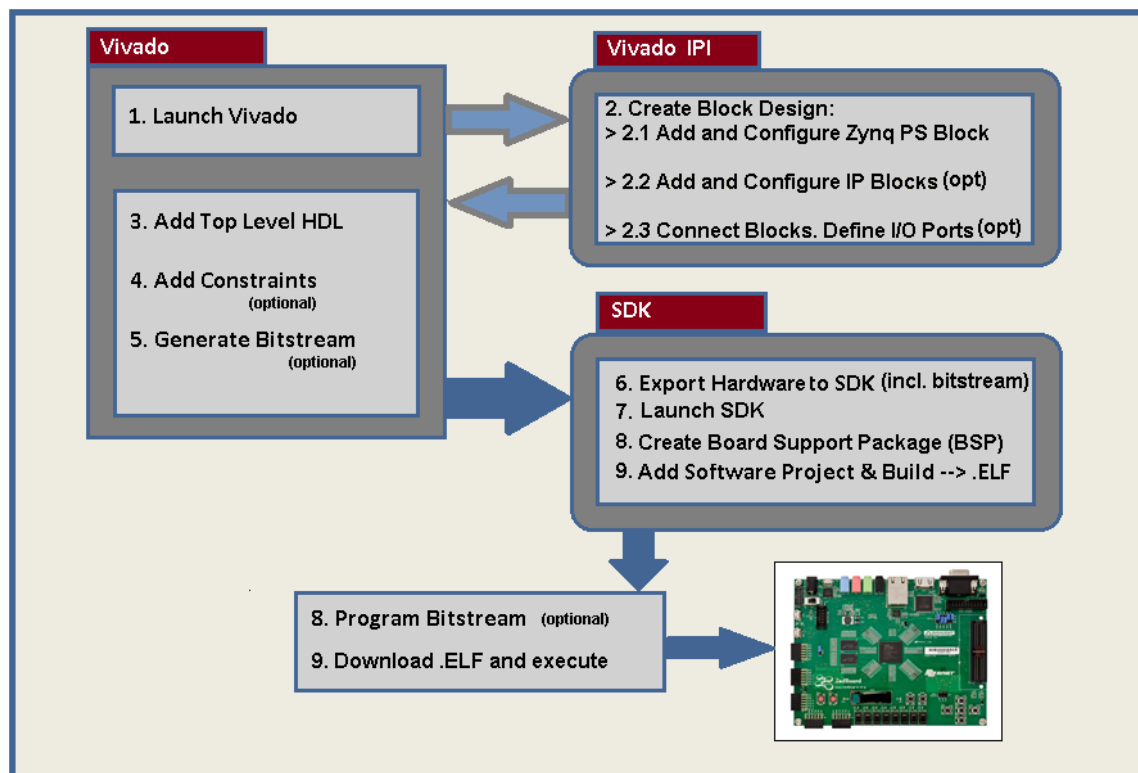 Vivado
1. Launch Vivado
3. Add Top Level HDL
4. Add Constraints
(optional)
5. Generate Bitstream
(optional)
Vivado IPI
2. Create Block Design:
> 2.1 Add and Configure Zynq PS Block
> 2.2 Add and Configure IP Blocks (opt)
> 2.3 Connect Blocks. Define I/O Ports (opt)
SDK
6. Export Hardware to SDK (incl. bitstream)
7. Launch SDK
8. Create Board Support Package (BSP)
9. Add Software Project & Build --> .ELF
8. Program Bitstream (optional)
9. Download .ELF and execute
ZedBoard